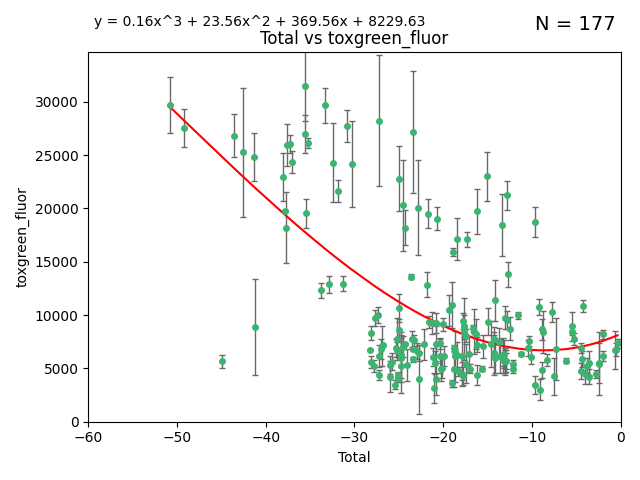 y = 0.16x^3 + 23.56x^2 + 369.56x + 8229.63
N = 177
Total vs toxgreen_fluor
toxgreen_fluor
30000
25000
20000
15000
10000
5000
0
−60
−50
−40
−30
−20
−10
0
Total